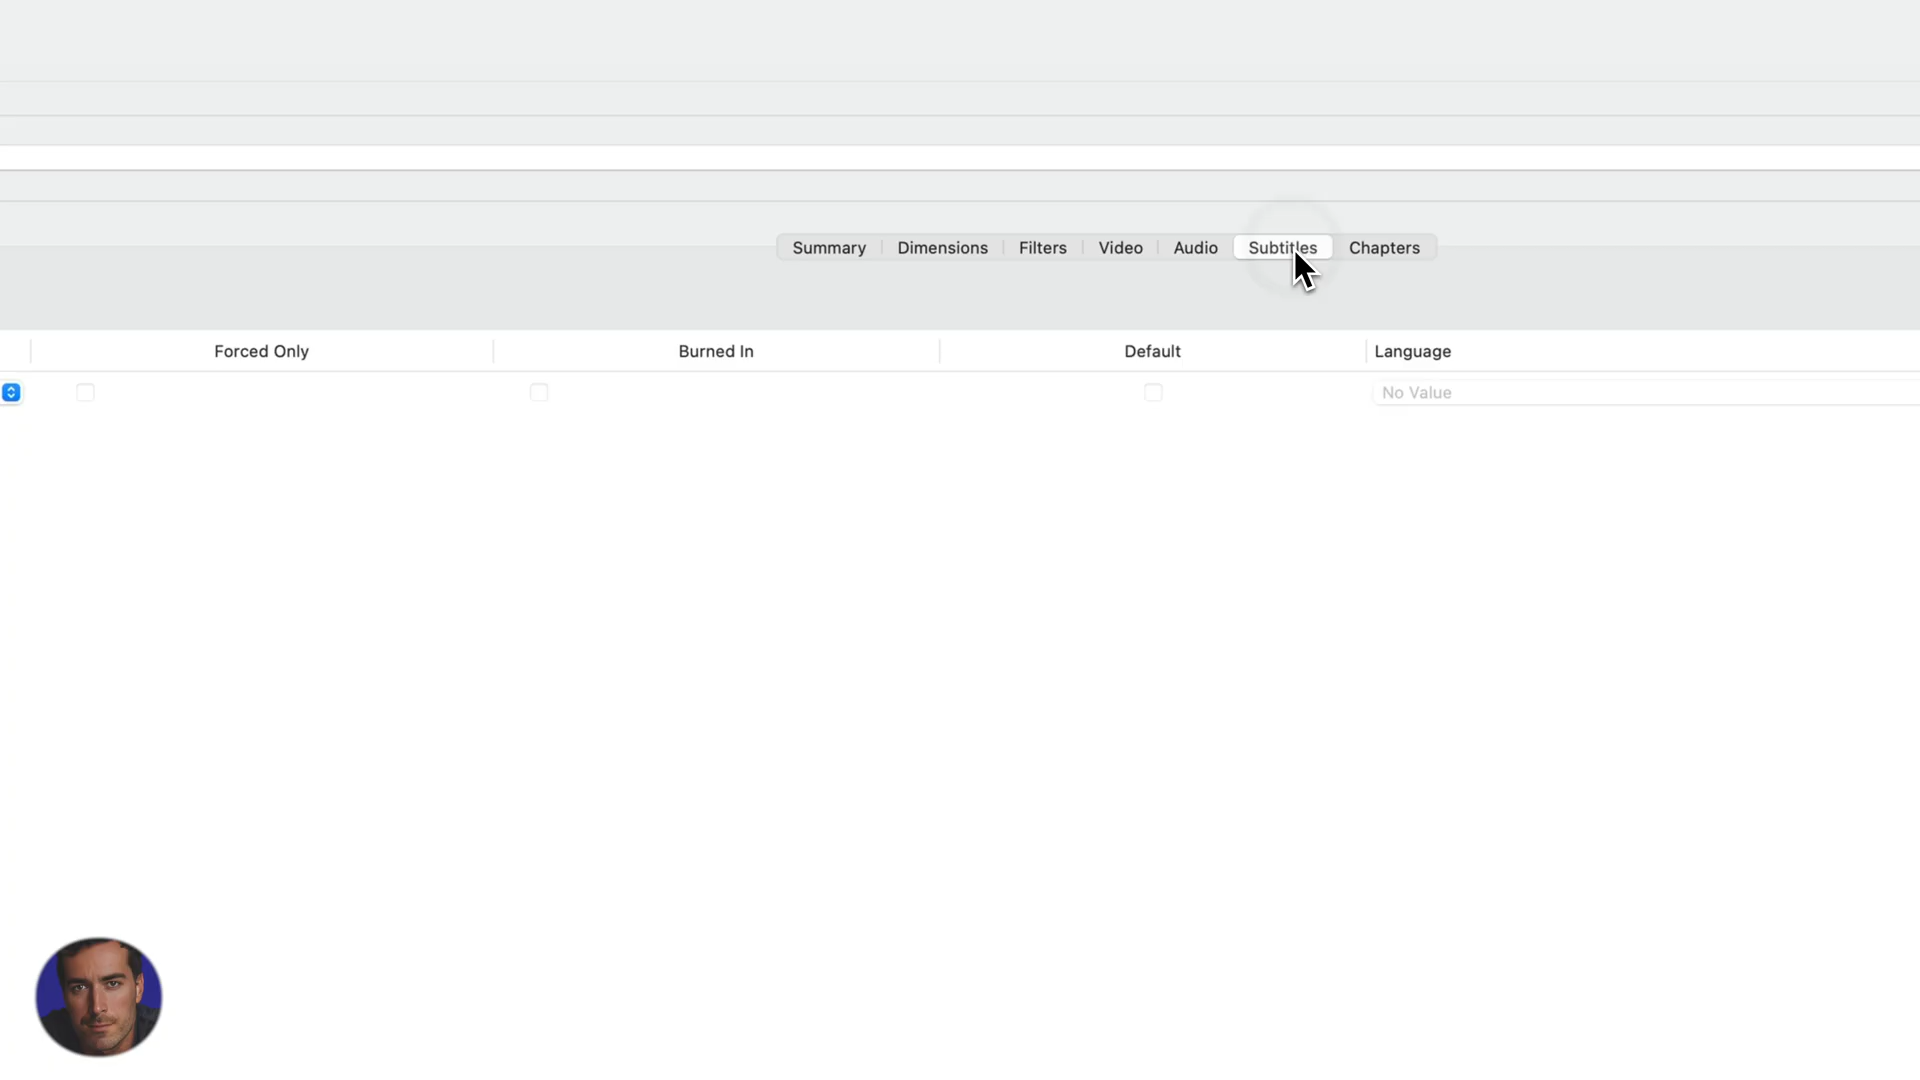 Summary Dimensions Filters Video Audio Subtitles Chapters
Forced Only Burned In Default Language
No Value